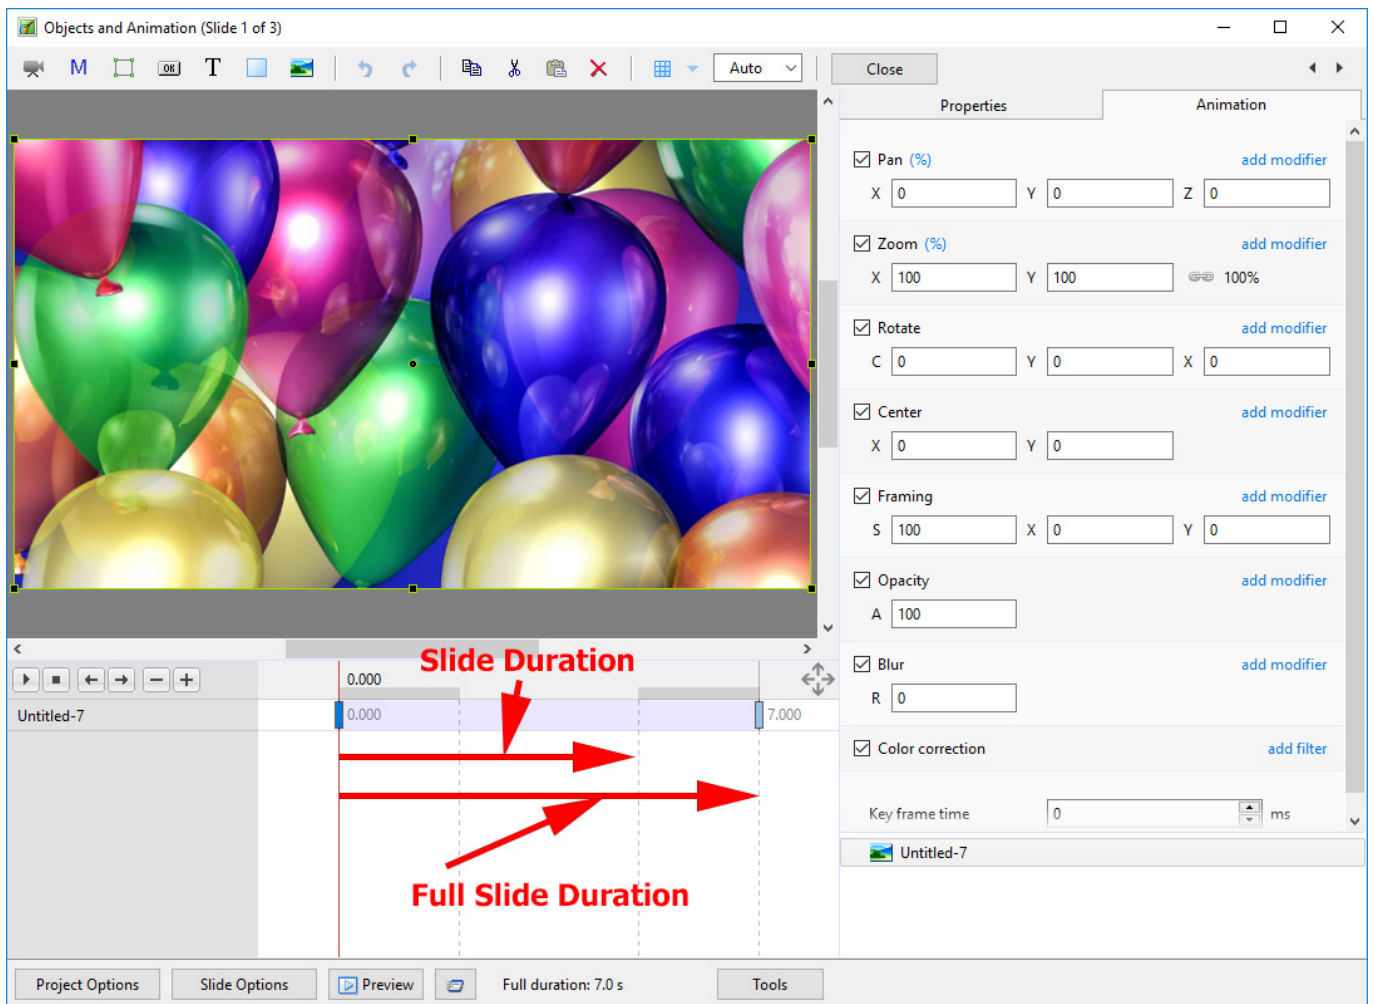 Objects and Animation (Slide 1 of 3)
M OK T Auto Close
Properties Animation
Pan (%) add modifier
X 0 Y 0 Z 0
Zoom (%) add modifier
X 100 Y 100 100%
Rotate add modifier
C 0 Y 0 X 0
Center add modifier
X 0 Y 0
Framing add modifier
S 100 X 0 Y 0
Opacity add modifier
A 100
Blur add modifier
R 0
Color correction add filter
Key frame time 0 ms
Untitled-7
Slide Duration
0.000
Untitled-7 0.000 7.000
Full Slide Duration
Project Options Slide Options Preview Full duration: 7.0 s Tools